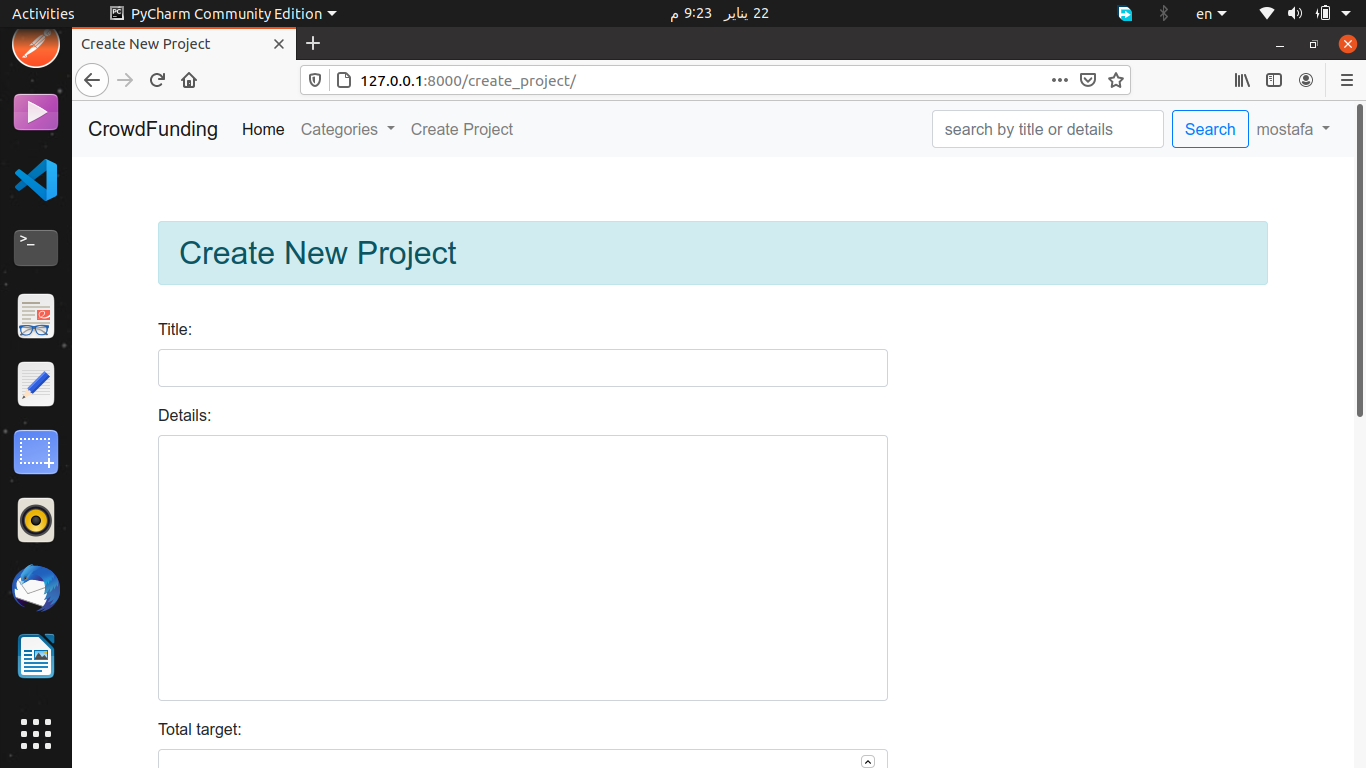 Activities PyCharm Community Edition 22 يناير 9:23 م en
Create New Project
127.0.0.1:8000/create_project/
CrowdFunding Home Categories Create Project search by title or details Search mostafa
Create New Project
Title:
Details:
Total target: